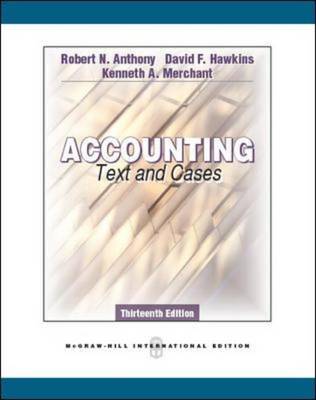 Robert N. Anthony David F. Hawkins
Kenneth A. Merchant
ACCOUNTING
Text and Cases
Thirteenth Edition
McGRAW-HILL INTERNATIONAL EDITION